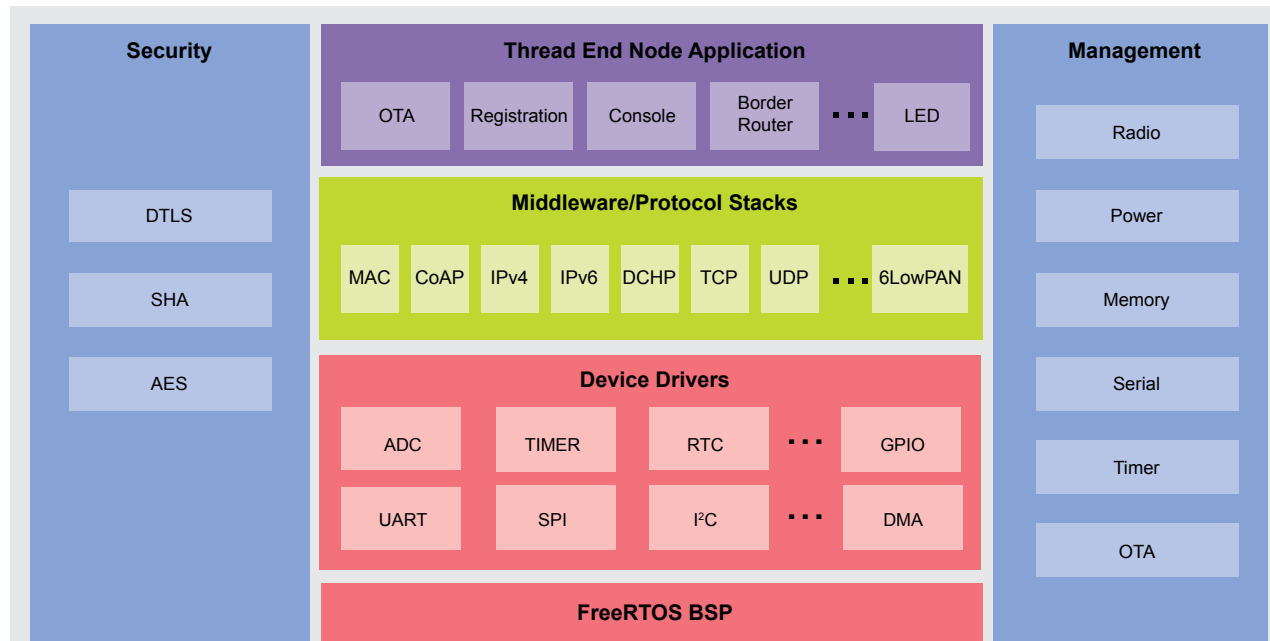 Security
DTLS
SHA
AES
Thread End Node Application
OTA
Registration
Console
Border
Router
...
LED
Middleware/Protocol Stacks
MAC
CoAP
IPv4
IPv6
DCHP
TCP
UDP
...
6LowPAN
Device Drivers
ADC
TIMER
RTC
...
GPIO
UART
SPI
I²C
...
DMA
FreeRTOS BSP
Management
Radio
Power
Memory
Serial
Timer
OTA